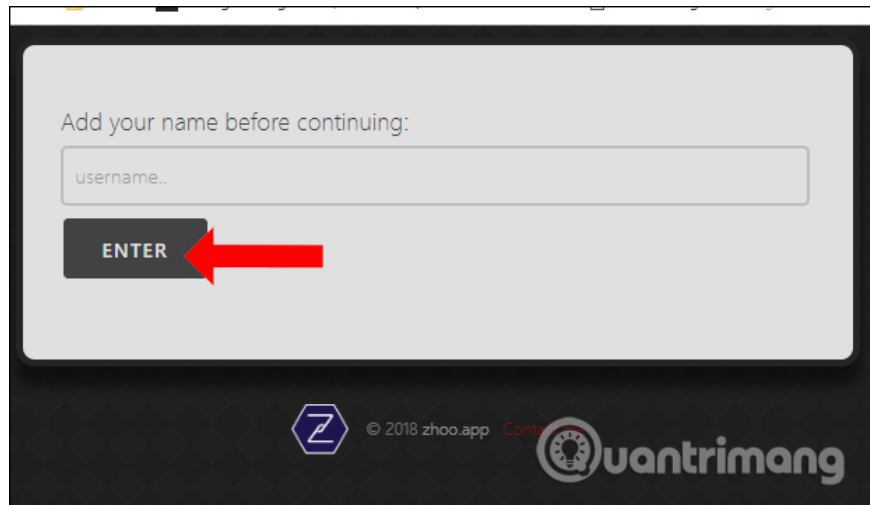 Add your name before continuing:
username..
ENTER
© 2018 zhoo.app
Quantrimang